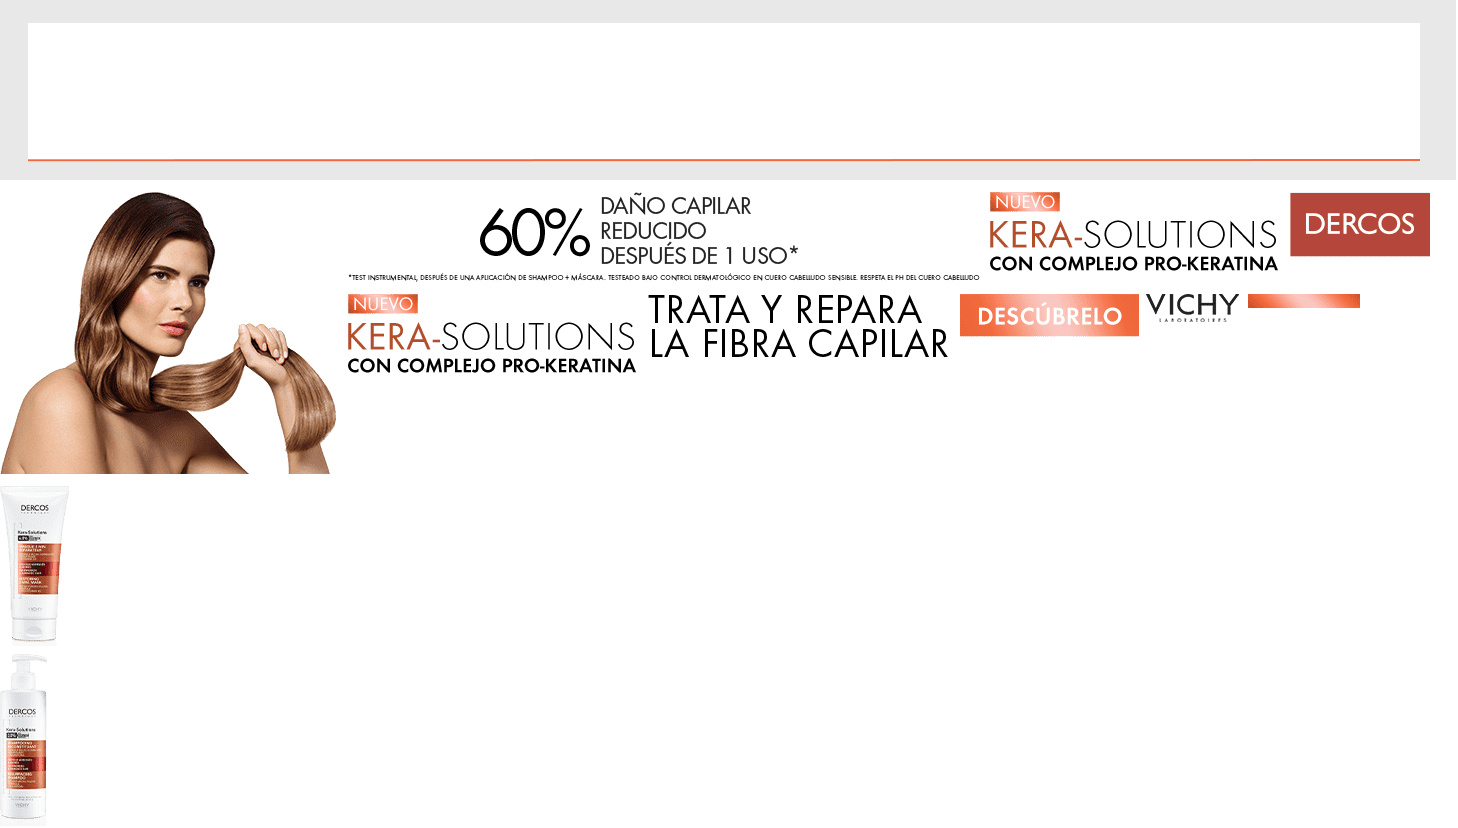 60%
DAÑO CAPILAR
REDUCIDO
DESPUÉS DE 1 USO*
*TEST INSTRUMENTAL, DESPUÉS DE UNA APLICACIÓN DE SHAMPOO + MÁSCARA. TESTEADO BAJO CONTROL DERMATOLÓGICO EN CUERO CABELLUDO SENSIBLE. RESPETA EL PH DEL CUERO CABELLUDO
NUEVO
KERA-SOLUTIONS
CON COMPLEJO PRO-KERATINA
DERCOS
NUEVO
KERA-SOLUTIONS
CON COMPLEJO PRO-KERATINA
TRATA Y REPARA
LA FIBRA CAPILAR
DESCÚBRELO
VICHY
LABORATOIRES
DERCOS
Kera-Solutions
VICHY
DERCOS
Kera-Solutions
VICHY